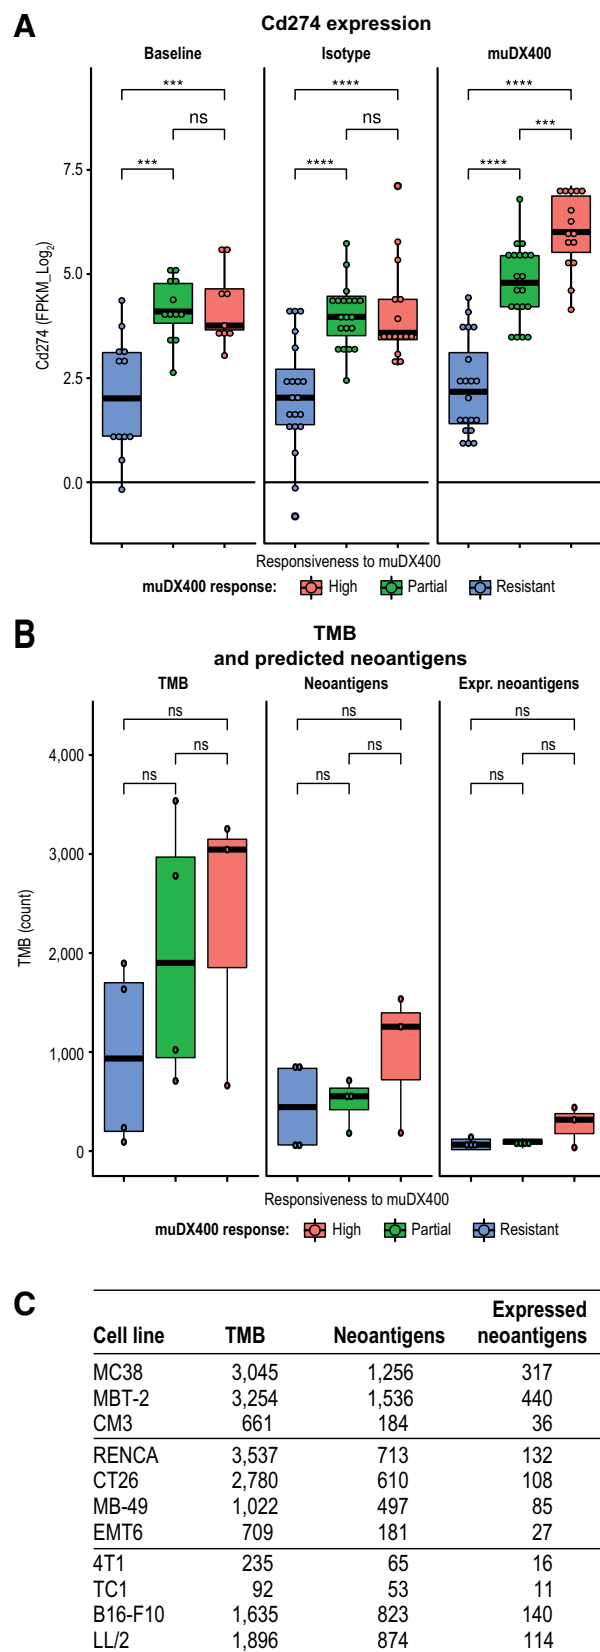 A
Cd274 expression
Baseline
Isotype
muDX400
***
****
****
ns
ns
***
***
****
****
7.5
5.0
2.5
0.0
Cd274 (FPKM_Log2)
Responsiveness to muDX400
muDX400 response: High Partial Resistant
B
TMB
and predicted neoantigens
TMB
Neoantigens
Expr. neoantigens
ns
ns
ns
ns
ns
ns
ns
ns
ns
4,000
3,000
2,000
1,000
0
TMB (count)
Responsiveness to muDX400
muDX400 response: High Partial Resistant
C
Cell line TMB Neoantigens Expressed neoantigens
MC38 3,045 1,256 317
MBT-2 3,254 1,536 440
CM3 661 184 36
RENCA 3,537 713 132
CT26 2,780 610 108
MB-49 1,022 497 85
EMT6 709 181 27
4T1 235 65 16
TC1 92 53 11
B16-F10 1,635 823 140
LL/2 1,896 874 114